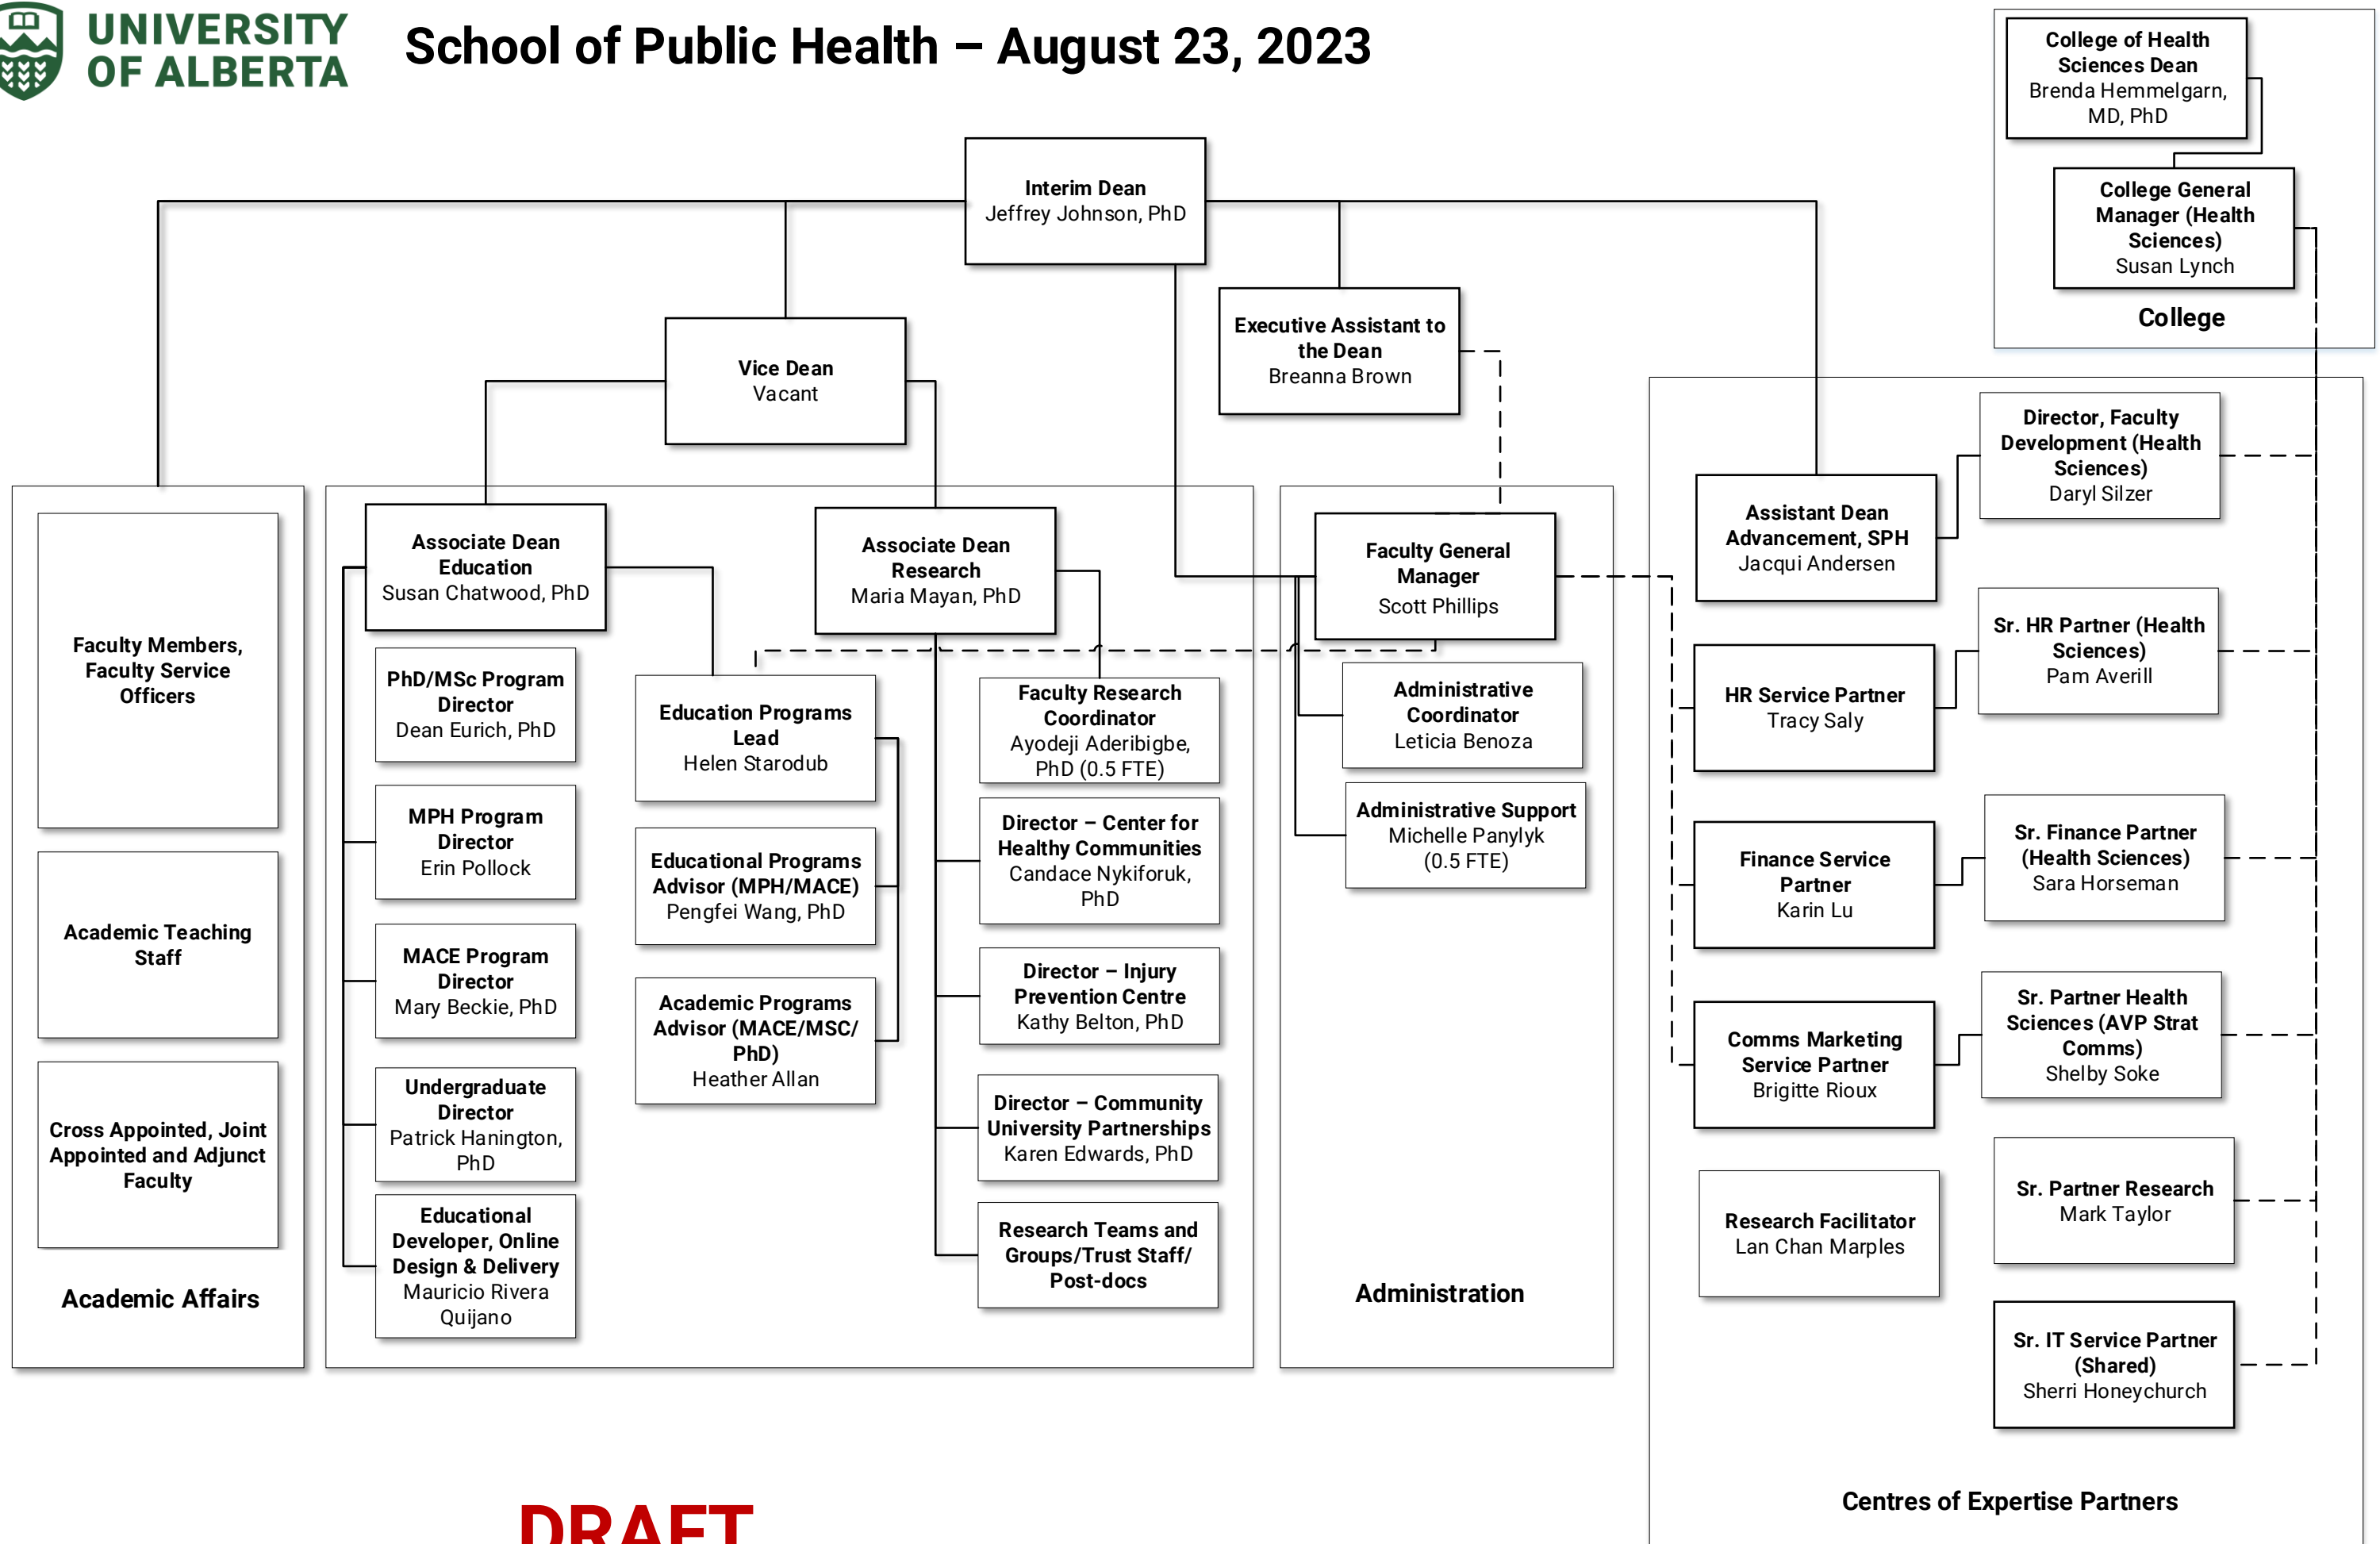 UNIVERSITY
OF ALBERTA
School of Public Health – August 23, 2023
College of Health
Sciences Dean
Brenda Hemmelgarn,
MD, PhD
College General
Manager (Health
Sciences)
Susan Lynch
College
Interim Dean
Jeffrey Johnson, PhD
Executive Assistant to
the Dean
Breanna Brown
Vice Dean
Vacant
Faculty Members,
Faculty Service
Officers
Academic Teaching
Staff
Cross Appointed, Joint
Appointed and Adjunct
Faculty
Academic Affairs
Associate Dean
Education
Susan Chatwood, PhD
PhD/MSc Program
Director
Dean Eurich, PhD
MPH Program
Director
Erin Pollock
MACE Program
Director
Mary Beckie, PhD
Undergraduate
Director
Patrick Hanington,
PhD
Educational
Developer, Online
Design & Delivery
Mauricio Rivera
Quijano
Education Programs
Lead
Helen Starodub
Educational Programs
Advisor (MPH/MACE)
Pengfei Wang, PhD
Academic Programs
Advisor (MACE/MSC/
PhD)
Heather Allan
Associate Dean
Research
Maria Mayan, PhD
Faculty Research
Coordinator
Ayodeji Aderibigbe,
PhD (0.5 FTE)
Director – Center for
Healthy Communities
Candace Nykiforuk,
PhD
Director – Injury
Prevention Centre
Kathy Belton, PhD
Director – Community
University Partnerships
Karen Edwards, PhD
Research Teams and
Groups/Trust Staff/
Post-docs
Faculty General
Manager
Scott Phillips
Administrative
Coordinator
Leticia Benoza
Administrative Support
Michelle Panylyk
(0.5 FTE)
Administration
Assistant Dean
Advancement, SPH
Jacqui Andersen
HR Service Partner
Tracy Saly
Finance Service
Partner
Karin Lu
Comms Marketing
Service Partner
Brigitte Rioux
Research Facilitator
Lan Chan Marples
Director, Faculty
Development (Health
Sciences)
Daryl Silzer
Sr. HR Partner (Health
Sciences)
Pam Averill
Sr. Finance Partner
(Health Sciences)
Sara Horseman
Sr. Partner Health
Sciences (AVP Strat
Comms)
Shelby Soke
Sr. Partner Research
Mark Taylor
Sr. IT Service Partner
(Shared)
Sherri Honeychurch
Centres of Expertise Partners
DRAFT